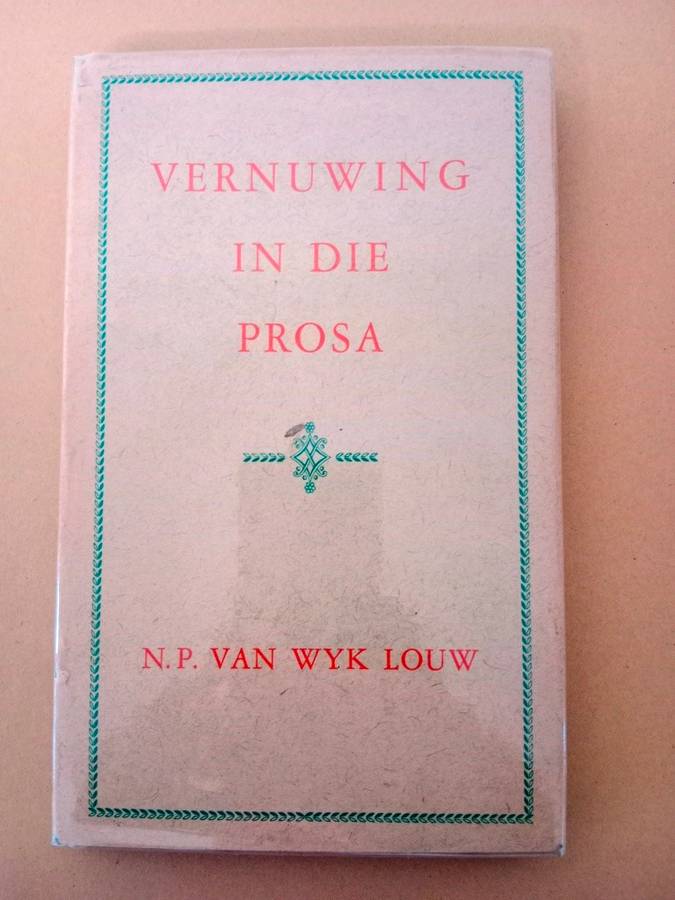 VERNUWING
IN DIE
PROSA
N.P. VAN WYK LOUW